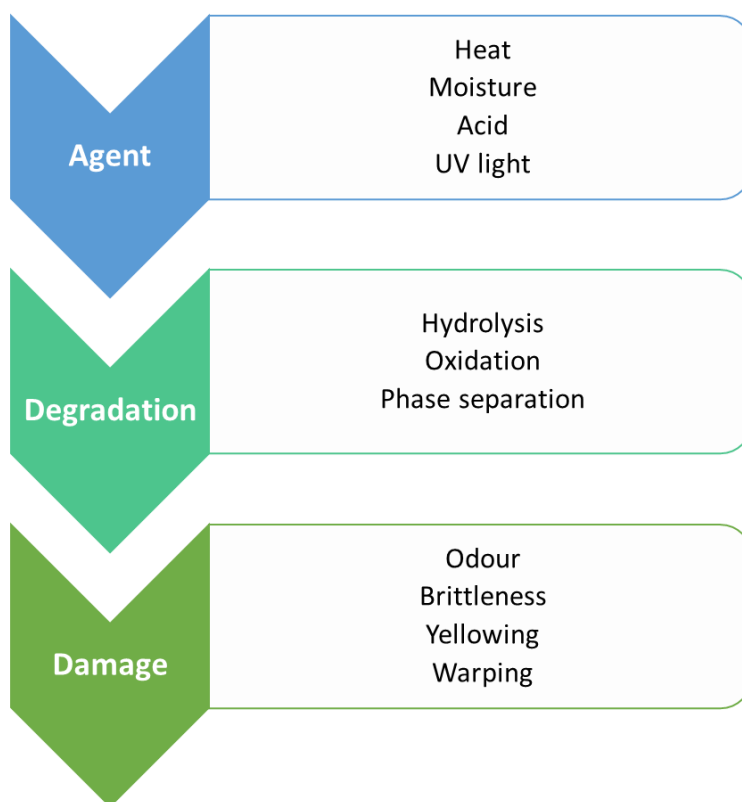 Agent
Heat
Moisture
Acid
UV light
Degradation
Hydrolysis
Oxidation
Phase separation
Damage
Odour
Brittleness
Yellowing
Warping